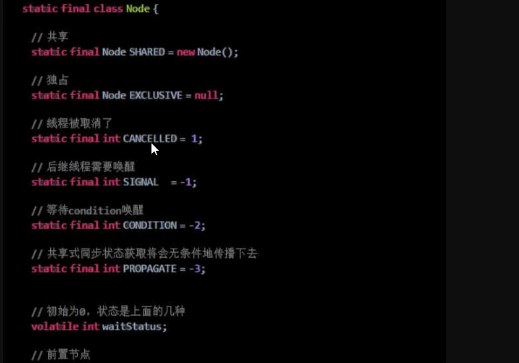 static final class Node {
// 共享
static final Node SHARED = new Node();
// 独占
static final Node EXCLUSIVE = null;
// 线程被取消了
static final int CANCELLED = 1;
// 后继线程需要唤醒
static final int SIGNAL = -1;
// 等待condition唤醒
static final int CONDITION = -2;
// 共享式同步状态获取将会无条件地传播下去
static final int PROPAGATE = -3;
// 初始为0，状态是上面的几种
volatile int waitStatus;
// 前置节点